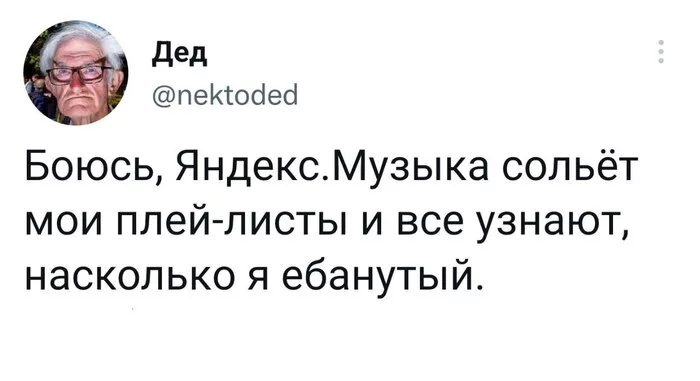 Дед
@nektoded
Боюсь, Яндекс.Музыка сольёт
мои плей-листы и все узнают,
насколько я ебанутый.